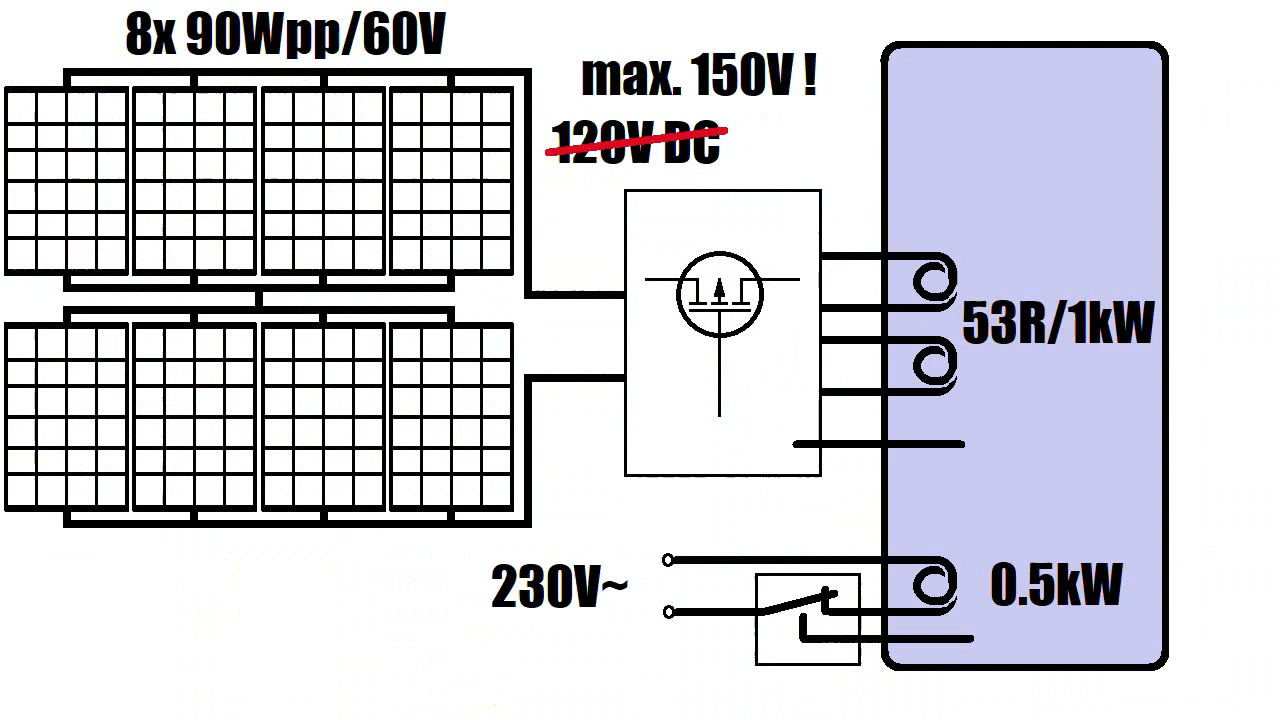 8x 90Wpp/60V
max. 150V !
120V DC
53R/1kW
230V~
0.5kW